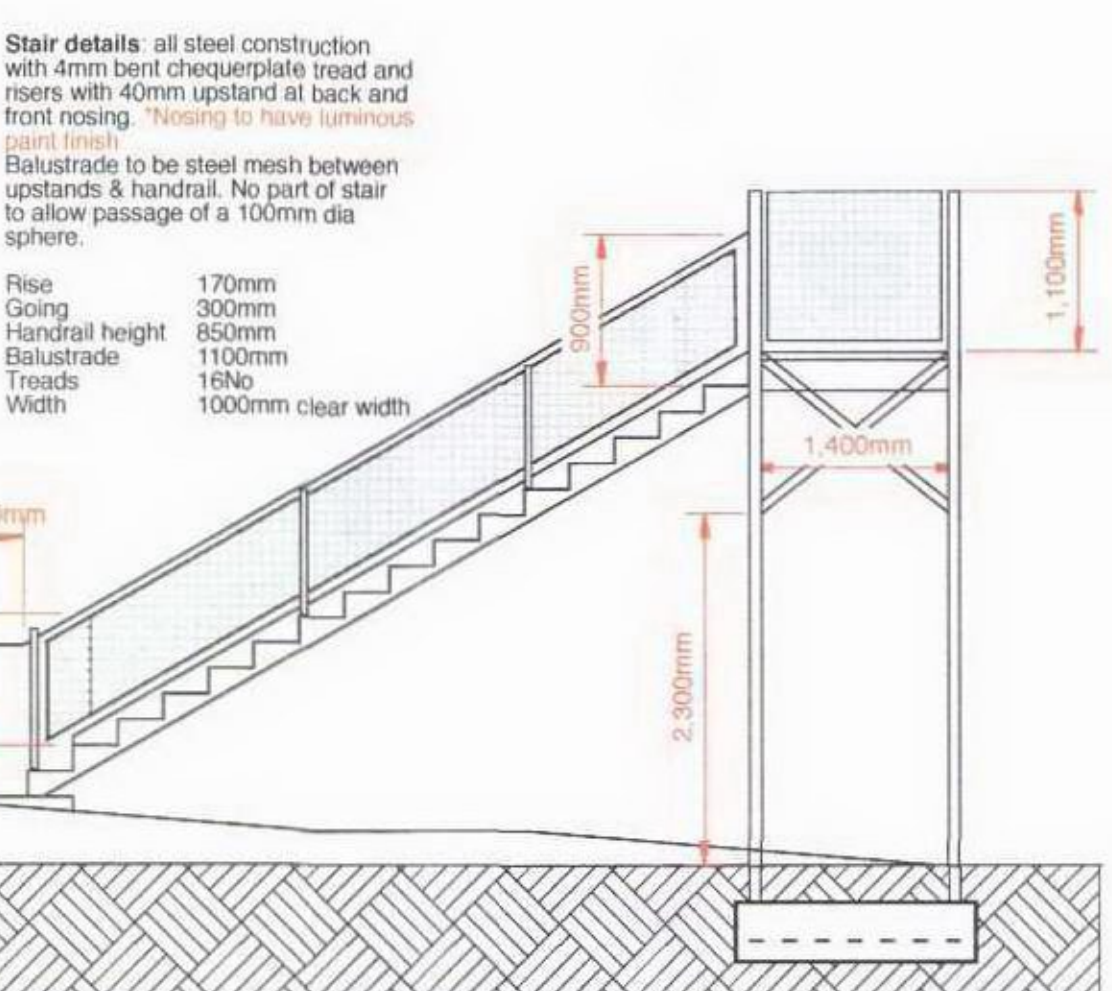 Stair details: all steel construction
with 4mm bent chequerplate tread and
risers with 40mm upstand at back and
front nosing. *Nosing to have luminous
paint finish
Balustrade to be steel mesh between
upstands & handrail. No part of stair
to allow passage of a 100mm dia
sphere.
Rise 170mm
Going 300mm
Handrail height 850mm
Balustrade 1100mm
Treads 16No
Width 1000mm clear width
900mm
1,100mm
1,400mm
mm
2,300mm